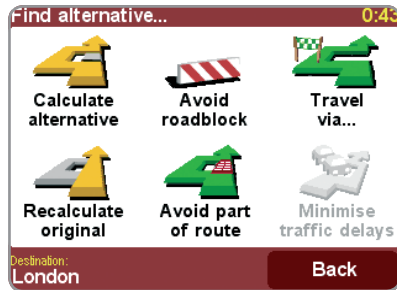 Find alternative... 0:43
Calculate alternative
Avoid roadblock
Travel via...
Recalculate original
Avoid part of route
Minimise traffic delays
Destination:
London
Back